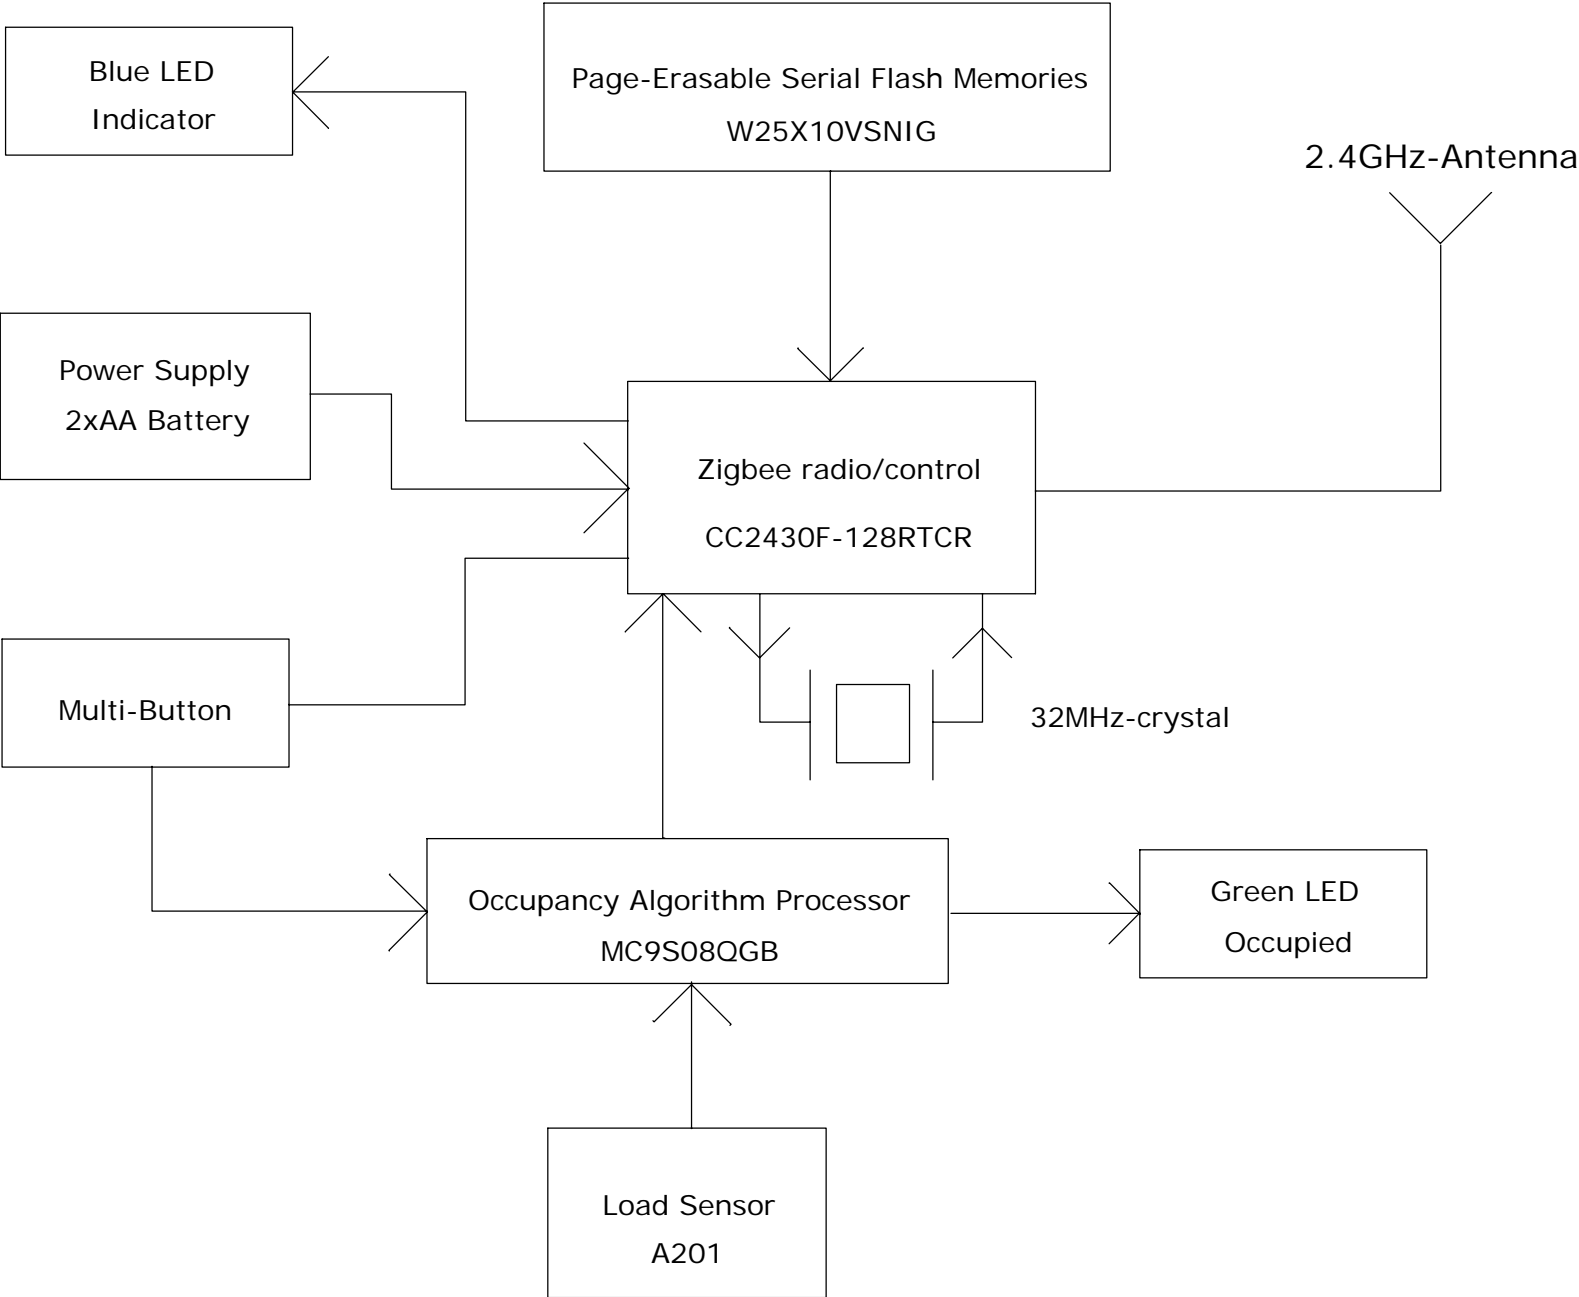 Blue LED
Indicator
Page-Erasable Serial Flash Memories
W25X10VSNIG
2.4GHz-Antenna
Power Supply
2xAA Battery
Zigbee radio/control
CC2430F-128RTCR
Multi-Button
32MHz-crystal
Occupancy Algorithm Processor
MC9S08QGB
Green LED
Occupied
Load Sensor
A201